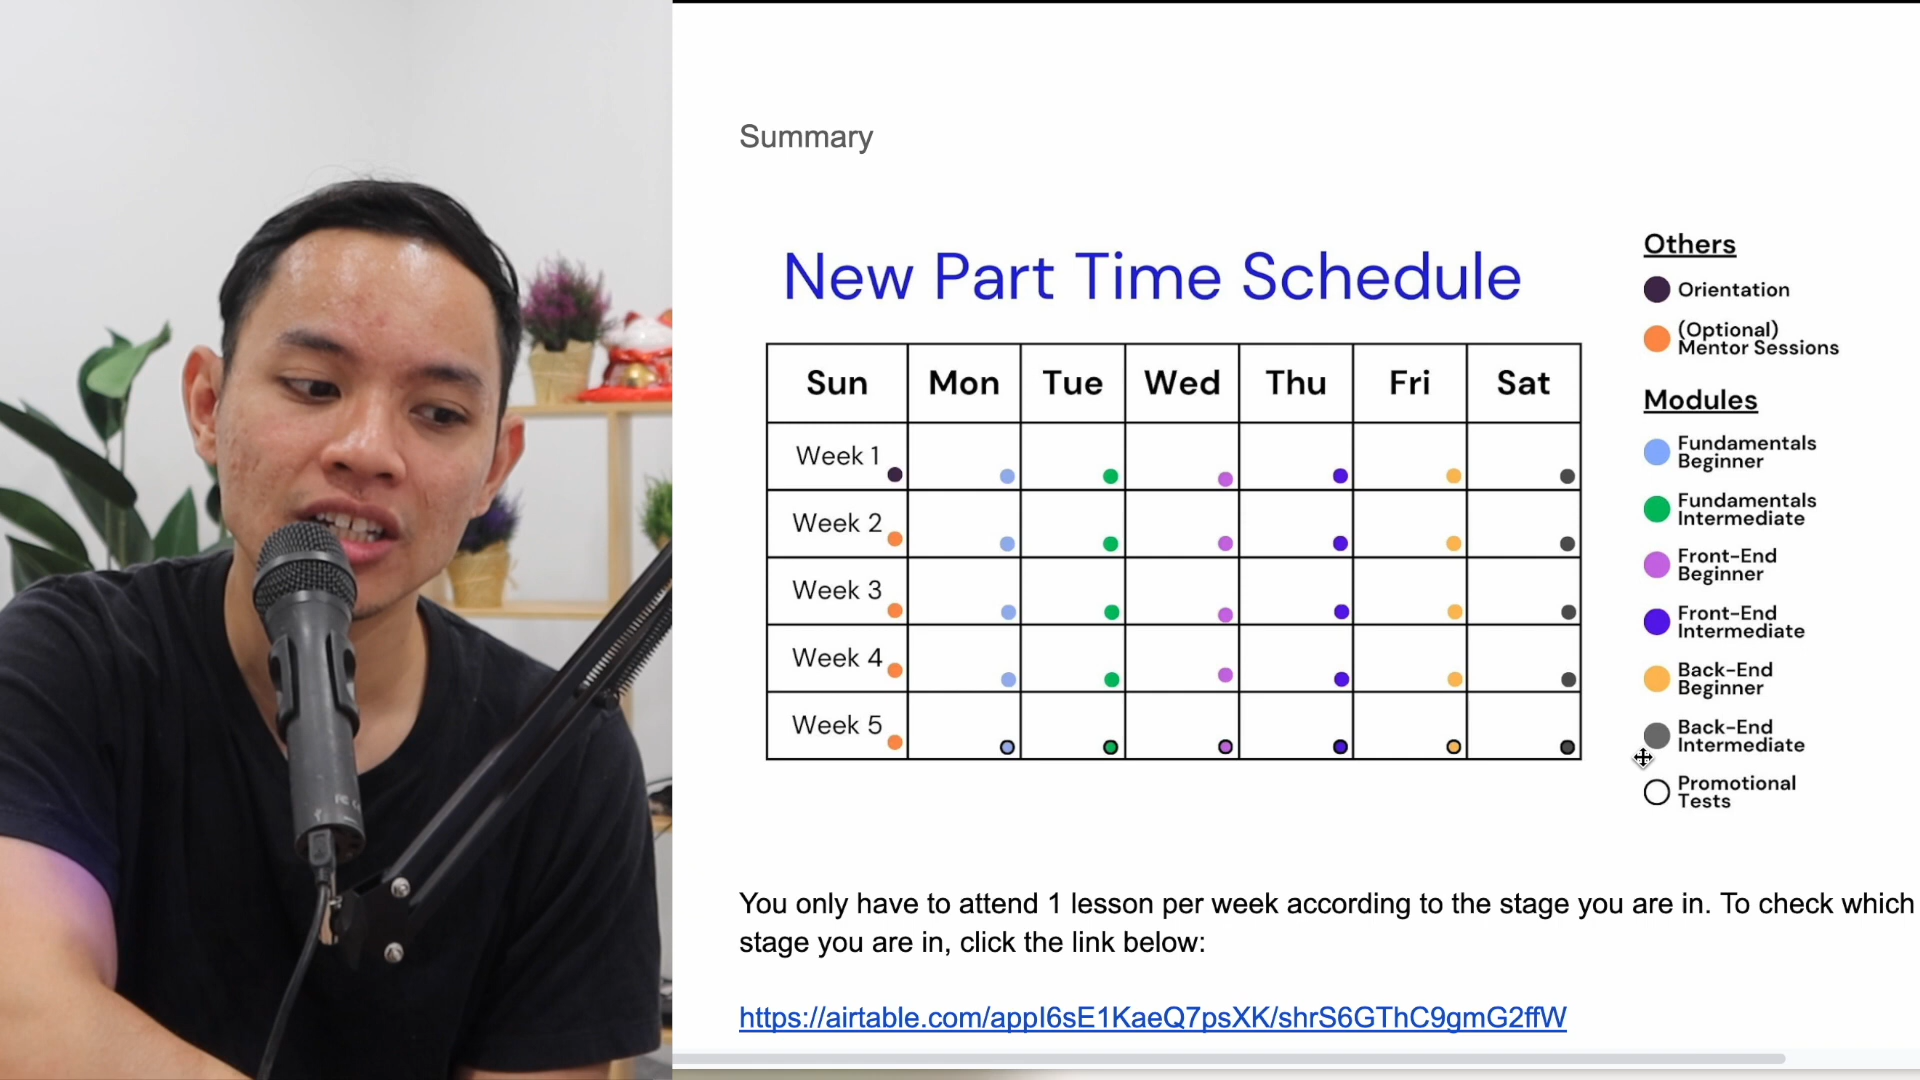 Summary
New Part Time Schedule
Sun Mon Tue Wed Thu Fri Sat
Week 1
Week 2
Week 3
Week 4
Week 5
Others
Orientation
(Optional)
Mentor Sessions
Modules
Fundamentals
Beginner
Fundamentals
Intermediate
Front-End
Beginner
Front-End
Intermediate
Back-End
Beginner
Back-End
Intermediate
Promotional
Tests
You only have to attend 1 lesson per week according to the stage you are in. To check which
stage you are in, click the link below:
https://airtable.com/appI6sE1KaeQ7psXK/shrS6GThC9gmG2ffW